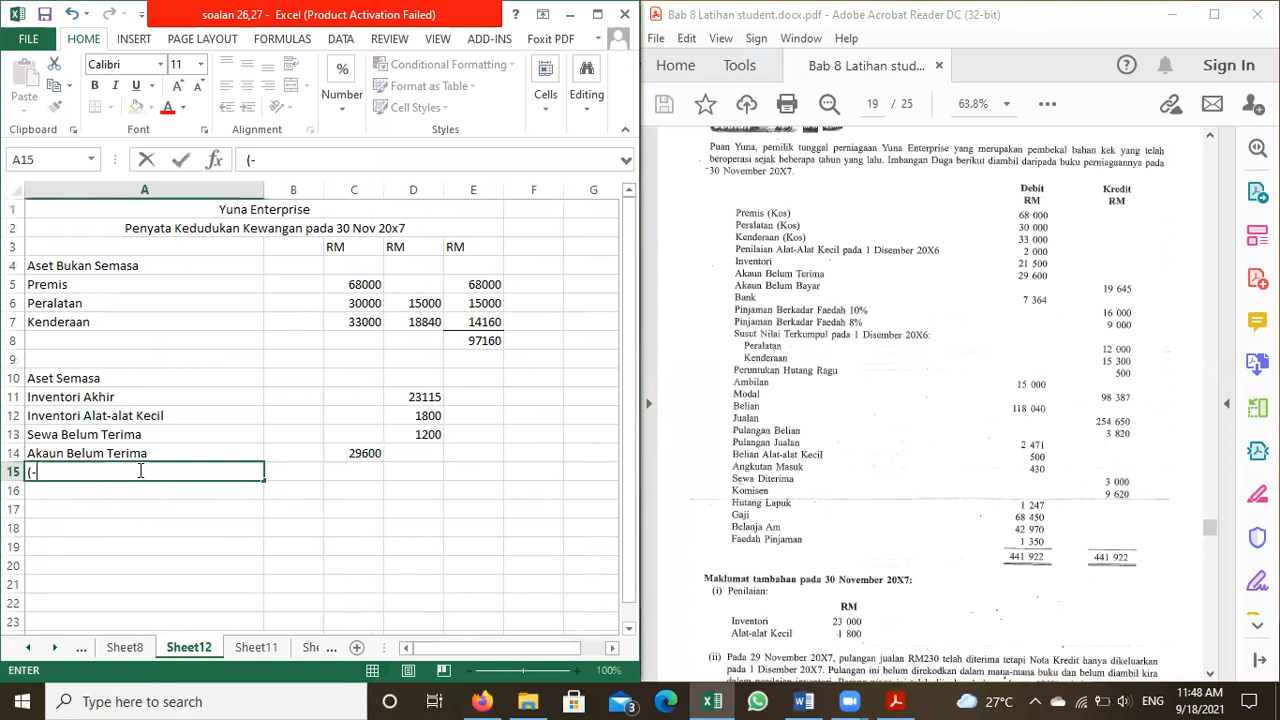 soalan 26,27 - Excel (Product Activation Failed)
FILE HOME INSERT PAGE LAYOUT FORMULAS DATA REVIEW VIEW ADD-INS Foxit PDF
Paste
Calibri 11
B I U
A A
%
Number
Conditional Formatting
Format as Table
Cell Styles
Cells
Editing
Clipboard Font Alignment Styles
A15 fx (-
A B C D E F G
1 Yuna Enterprise
2 Penyata Kedudukan Kewangan pada 30 Nov 20x7
3 RM RM RM
4 Aset Bukan Semasa
5 Premis 68000 68000
6 Peralatan 30000 15000 15000
7 Kenderaan 33000 18840 14160
8 97160
9
10 Aset Semasa
11 Inventori Akhir 23115
12 Inventori Alat-alat Kecil 1800
13 Sewa Belum Terima 1200
14 Akaun Belum Terima 29600
15 (-
16
17
18
19
20
21
22
23
... Sheet8 Sheet12 Sheet11 Sh ...
ENTER 100%
Bab 8 Latihan student.docx.pdf - Adobe Acrobat Reader DC (32-bit)
File Edit View Sign Window Help
Home Tools Bab 8 Latihan stud... × Sign In
19 / 25 63.8%
Puan Yuna, pemilik tunggal perniagaan Yuna Enterprise yang merupakan pembekal bahan kek yang telah
beroperasi sejak beberapa tahun yang lalu. Imbangan Duga berikut diambil daripada buku perniagaannya pada
30 November 20X7.
Debit Kredit
RM RM
Premis (Kos) 68 000
Peralatan (Kos) 30 000
Kenderaan (Kos) 33 000
Penilaian Alat-Alat Kecil pada 1 Disember 20X6 2 000
Inventori 21 500
Akaun Belum Terima 29 600
Akaun Belum Bayar 19 645
Bank 7 364
Pinjaman Berkadar Faedah 10% 16 000
Pinjaman Berkadar Faedah 8% 9 000
Susut Nilai Terkumpul pada 1 Disember 20X6:
Peralatan 12 000
Kenderaan 15 300
Peruntukan Hutang Ragu 500
Ambilan 15 000
Modal 98 387
Belian 118 040
Jualan 254 650
Pulangan Belian 3 820
Pulangan Jualan 2 471
Belian Alat-alat Kecil 500
Angkutan Masuk 430
Sewa Diterima 3 000
Komisen 9 620
Hutang Lapuk 1 247
Gaji 68 450
Belanja Am 42 970
Faedah Pinjaman 1 350
441 922 441 922
Maklumat tambahan pada 30 November 20X7:
(i) Penilaian:
RM
Inventori 23 000
Alat-alat Kecil 1 800
(ii) Pada 29 November 20X7, pulangan jualan RM230 telah diterima tetapi Nota Kredit hanya dikeluarkan
pada 1 Disember 20X7. Pulangan ini belum direkodkan dalam mana-mana buku dan belum diambil kira
Type here to search
3
27°C ENG 11:48 AM
9/18/2021